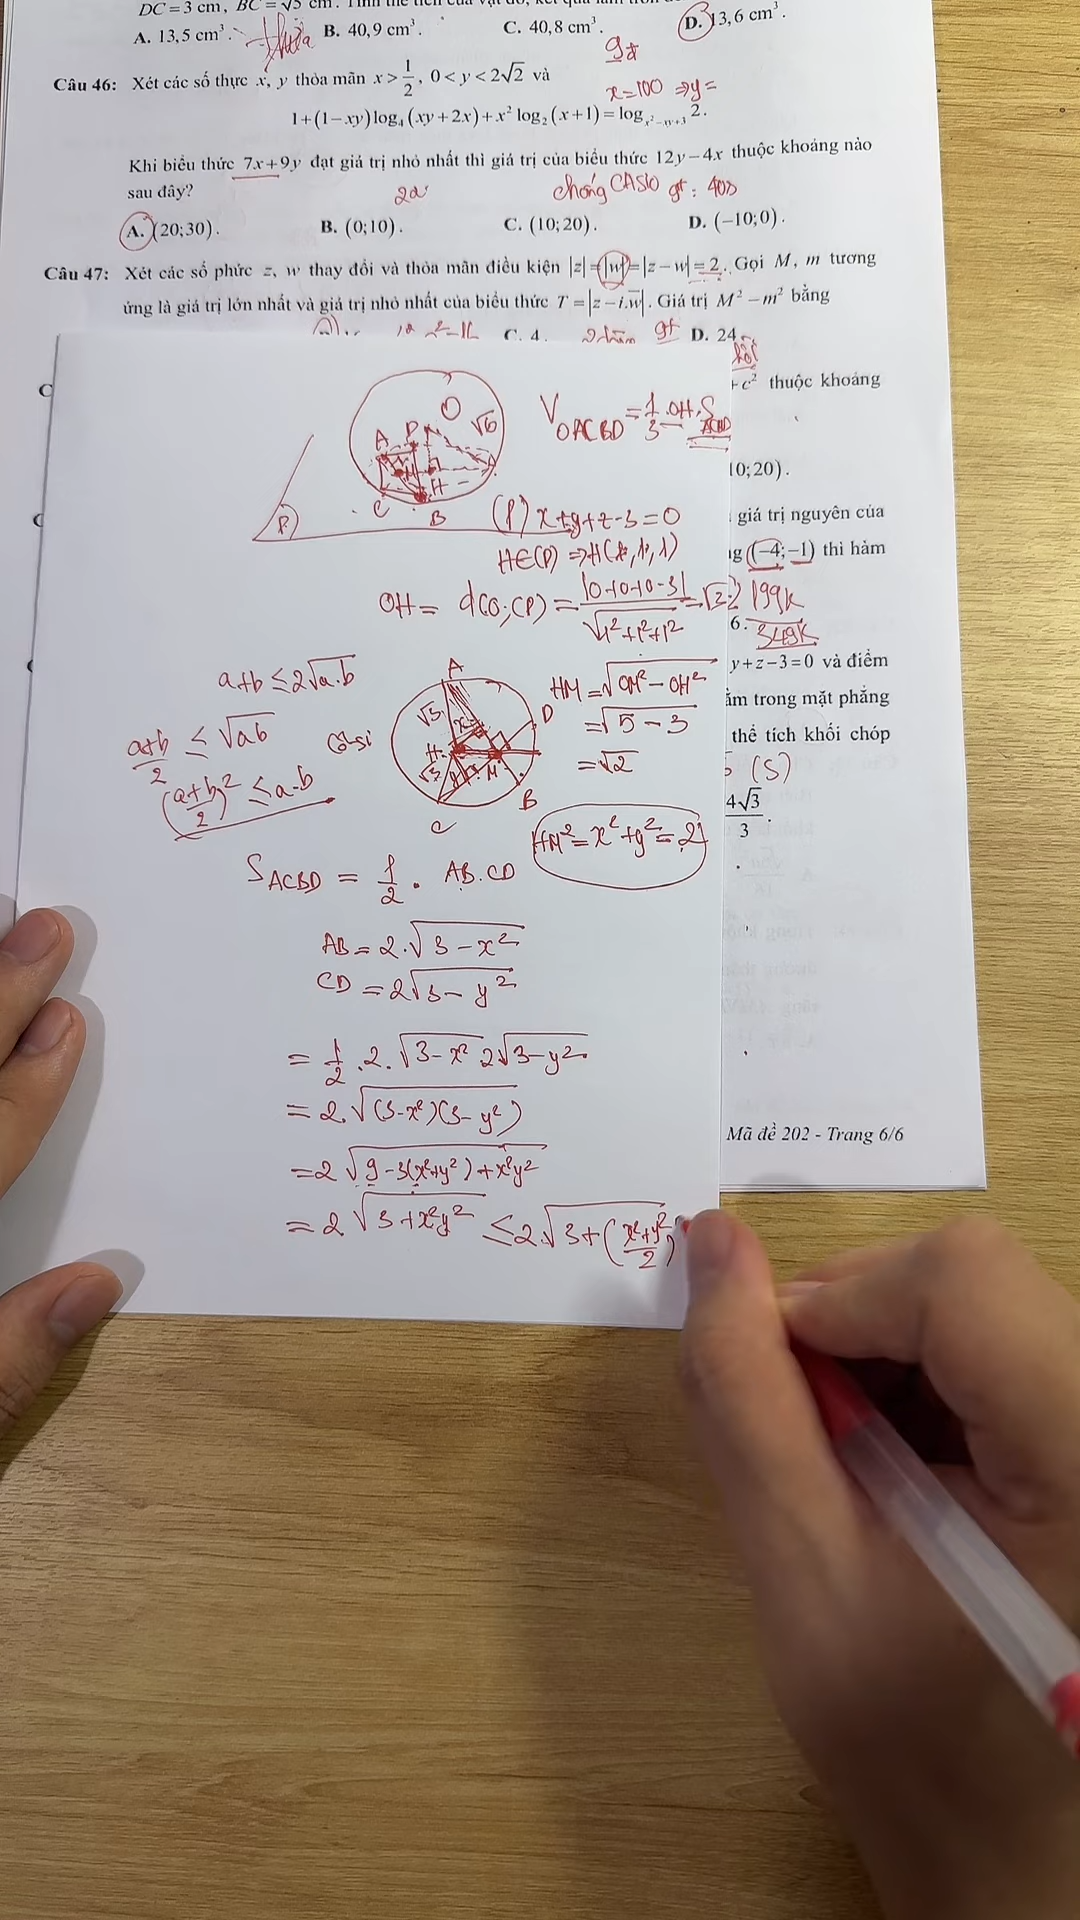 DC = 3 cm, BC = √5 cm.
A. 13,5 cm³. B. 40,9 cm³. C. 40,8 cm³. D. 13,6 cm³.
Câu 46: Xét các số thực x, y thỏa mãn x > 1/2, 0 < y < 2√2 và
x=100 ⇒ y=
1+(1−xy)log₄(xy+2x)+x² log₂(x+1) = log_{x²−xy+3} 2.
Khi biểu thức 7x+9y đạt giá trị nhỏ nhất thì giá trị của biểu thức 12y−4x thuộc khoảng nào
sau đây?
chống CASIO
A. (20;30). B. (0;10). C. (10;20). D. (−10;0).
Câu 47: Xét các số phức z, w thay đổi và thỏa mãn điều kiện |z|=|w|=|z−w|=2. Gọi M, m tương
ứng là giá trị lớn nhất và giá trị nhỏ nhất của biểu thức T=|z−i.w̅|. Giá trị M²−m² bằng
C. 4. D. 24
+c² thuộc khoảng
O √6 V_OACBD = 1/3 .OH.S_ACBD
A D
H
10;20).
C B
(P) x+y+z-3=0
giá trị nguyên của
P)
H∈(P) ⇒ H(1,1,1)
ng (−4;−1) thì hàm
OH = d(O;(P)) = |0+0+0-3| / √(1²+1²+1²) = √3
199K
6. 349K
y+z−3=0 và điểm
a+b ≤ 2√a.b
A
HM = √(OM² − OH²)
ằm trong mặt phẳng
a+b/2 ≤ √ab Cô-si
√3 x D
= √5 − 3
thể tích khối chóp
H M
= √2
(S)
(a+b/2)² ≤ a.b
√3 B
C
4√3/3.
HM² = x²+y² = 2
S_ACBD = 1/2 . AB.CD
AB = 2.√3 − x²
CD = 2√3 − y²
= 1/2 .2.√3−x² 2√3−y²
= 2.√(3-x²)(3−y²)
Mã đề 202 - Trang 6/6
= 2 √9-3(x²+y²)+x²y²
= 2 √3+x²y² ≤ 2.√3+(x²+y²/2)